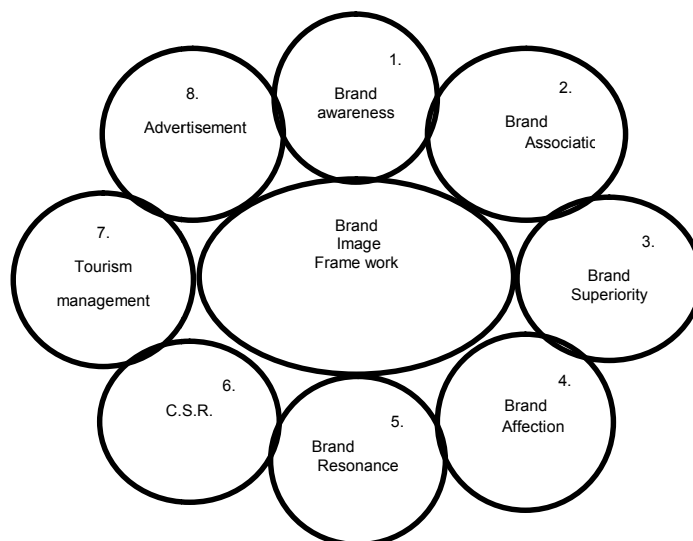 1.
Brand
awareness
2.
Brand
Associatic
3.
Brand
Superiority
4.
Brand
Affection
5.
Brand
Resonance
6.
C.S.R.
7.
Tourism
management
8.
Advertisement
Brand
Image
Frame work